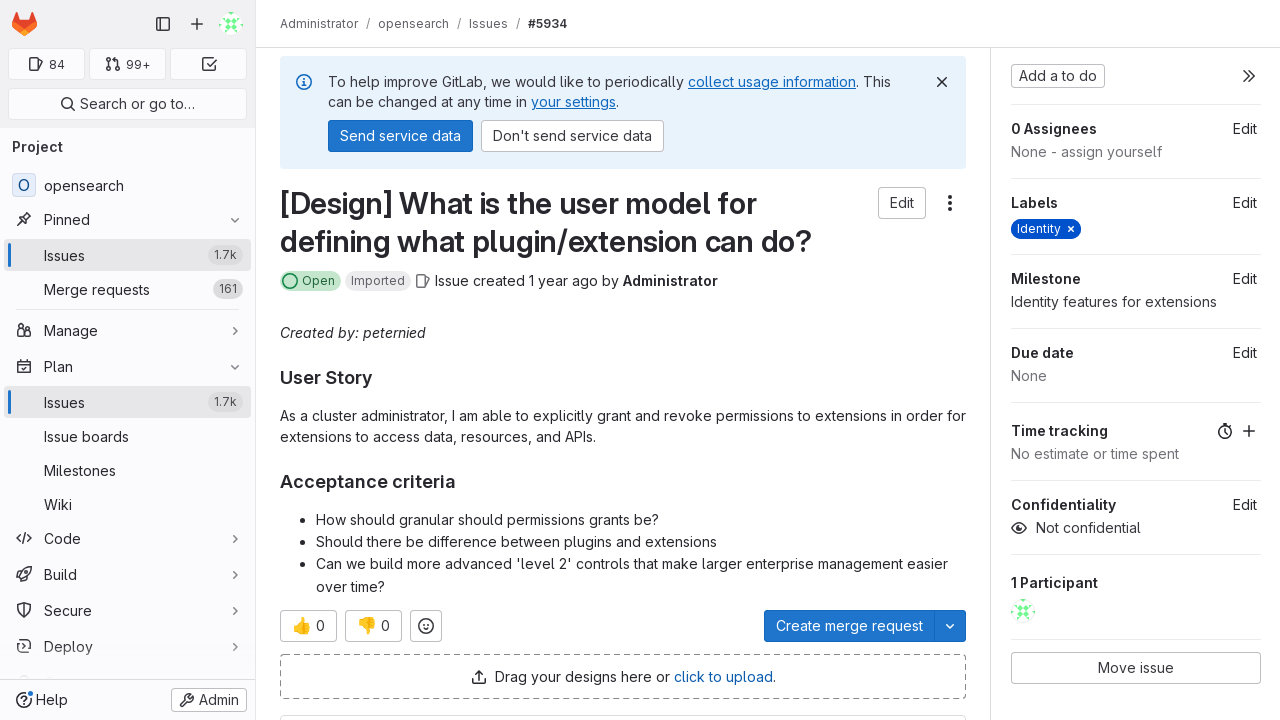 84
99+
Search or go to…
Project
O opensearch
Pinned
Issues 1.7k
Merge requests 161
Manage
Plan
Issues 1.7k
Issue boards
Milestones
Wiki
Code
Build
Secure
Deploy
Help
Admin
Administrator / opensearch / Issues / #5934
To help improve GitLab, we would like to periodically collect usage information. This
can be changed at any time in your settings.
Send service data
Don't send service data
[Design] What is the user model for
defining what plugin/extension can do?
Edit
Open Imported Issue created 1 year ago by Administrator
Created by: peternied
User Story
As a cluster administrator, I am able to explicitly grant and revoke permissions to extensions in order for
extensions to access data, resources, and APIs.
Acceptance criteria
How should granular should permissions grants be?
Should there be difference between plugins and extensions
Can we build more advanced 'level 2' controls that make larger enterprise management easier
over time?
👍 0
👎 0
Create merge request
Drag your designs here or click to upload.
Add a to do
0 Assignees Edit
None - assign yourself
Labels Edit
Identity ×
Milestone Edit
Identity features for extensions
Due date Edit
None
Time tracking
No estimate or time spent
Confidentiality Edit
Not confidential
1 Participant
Move issue